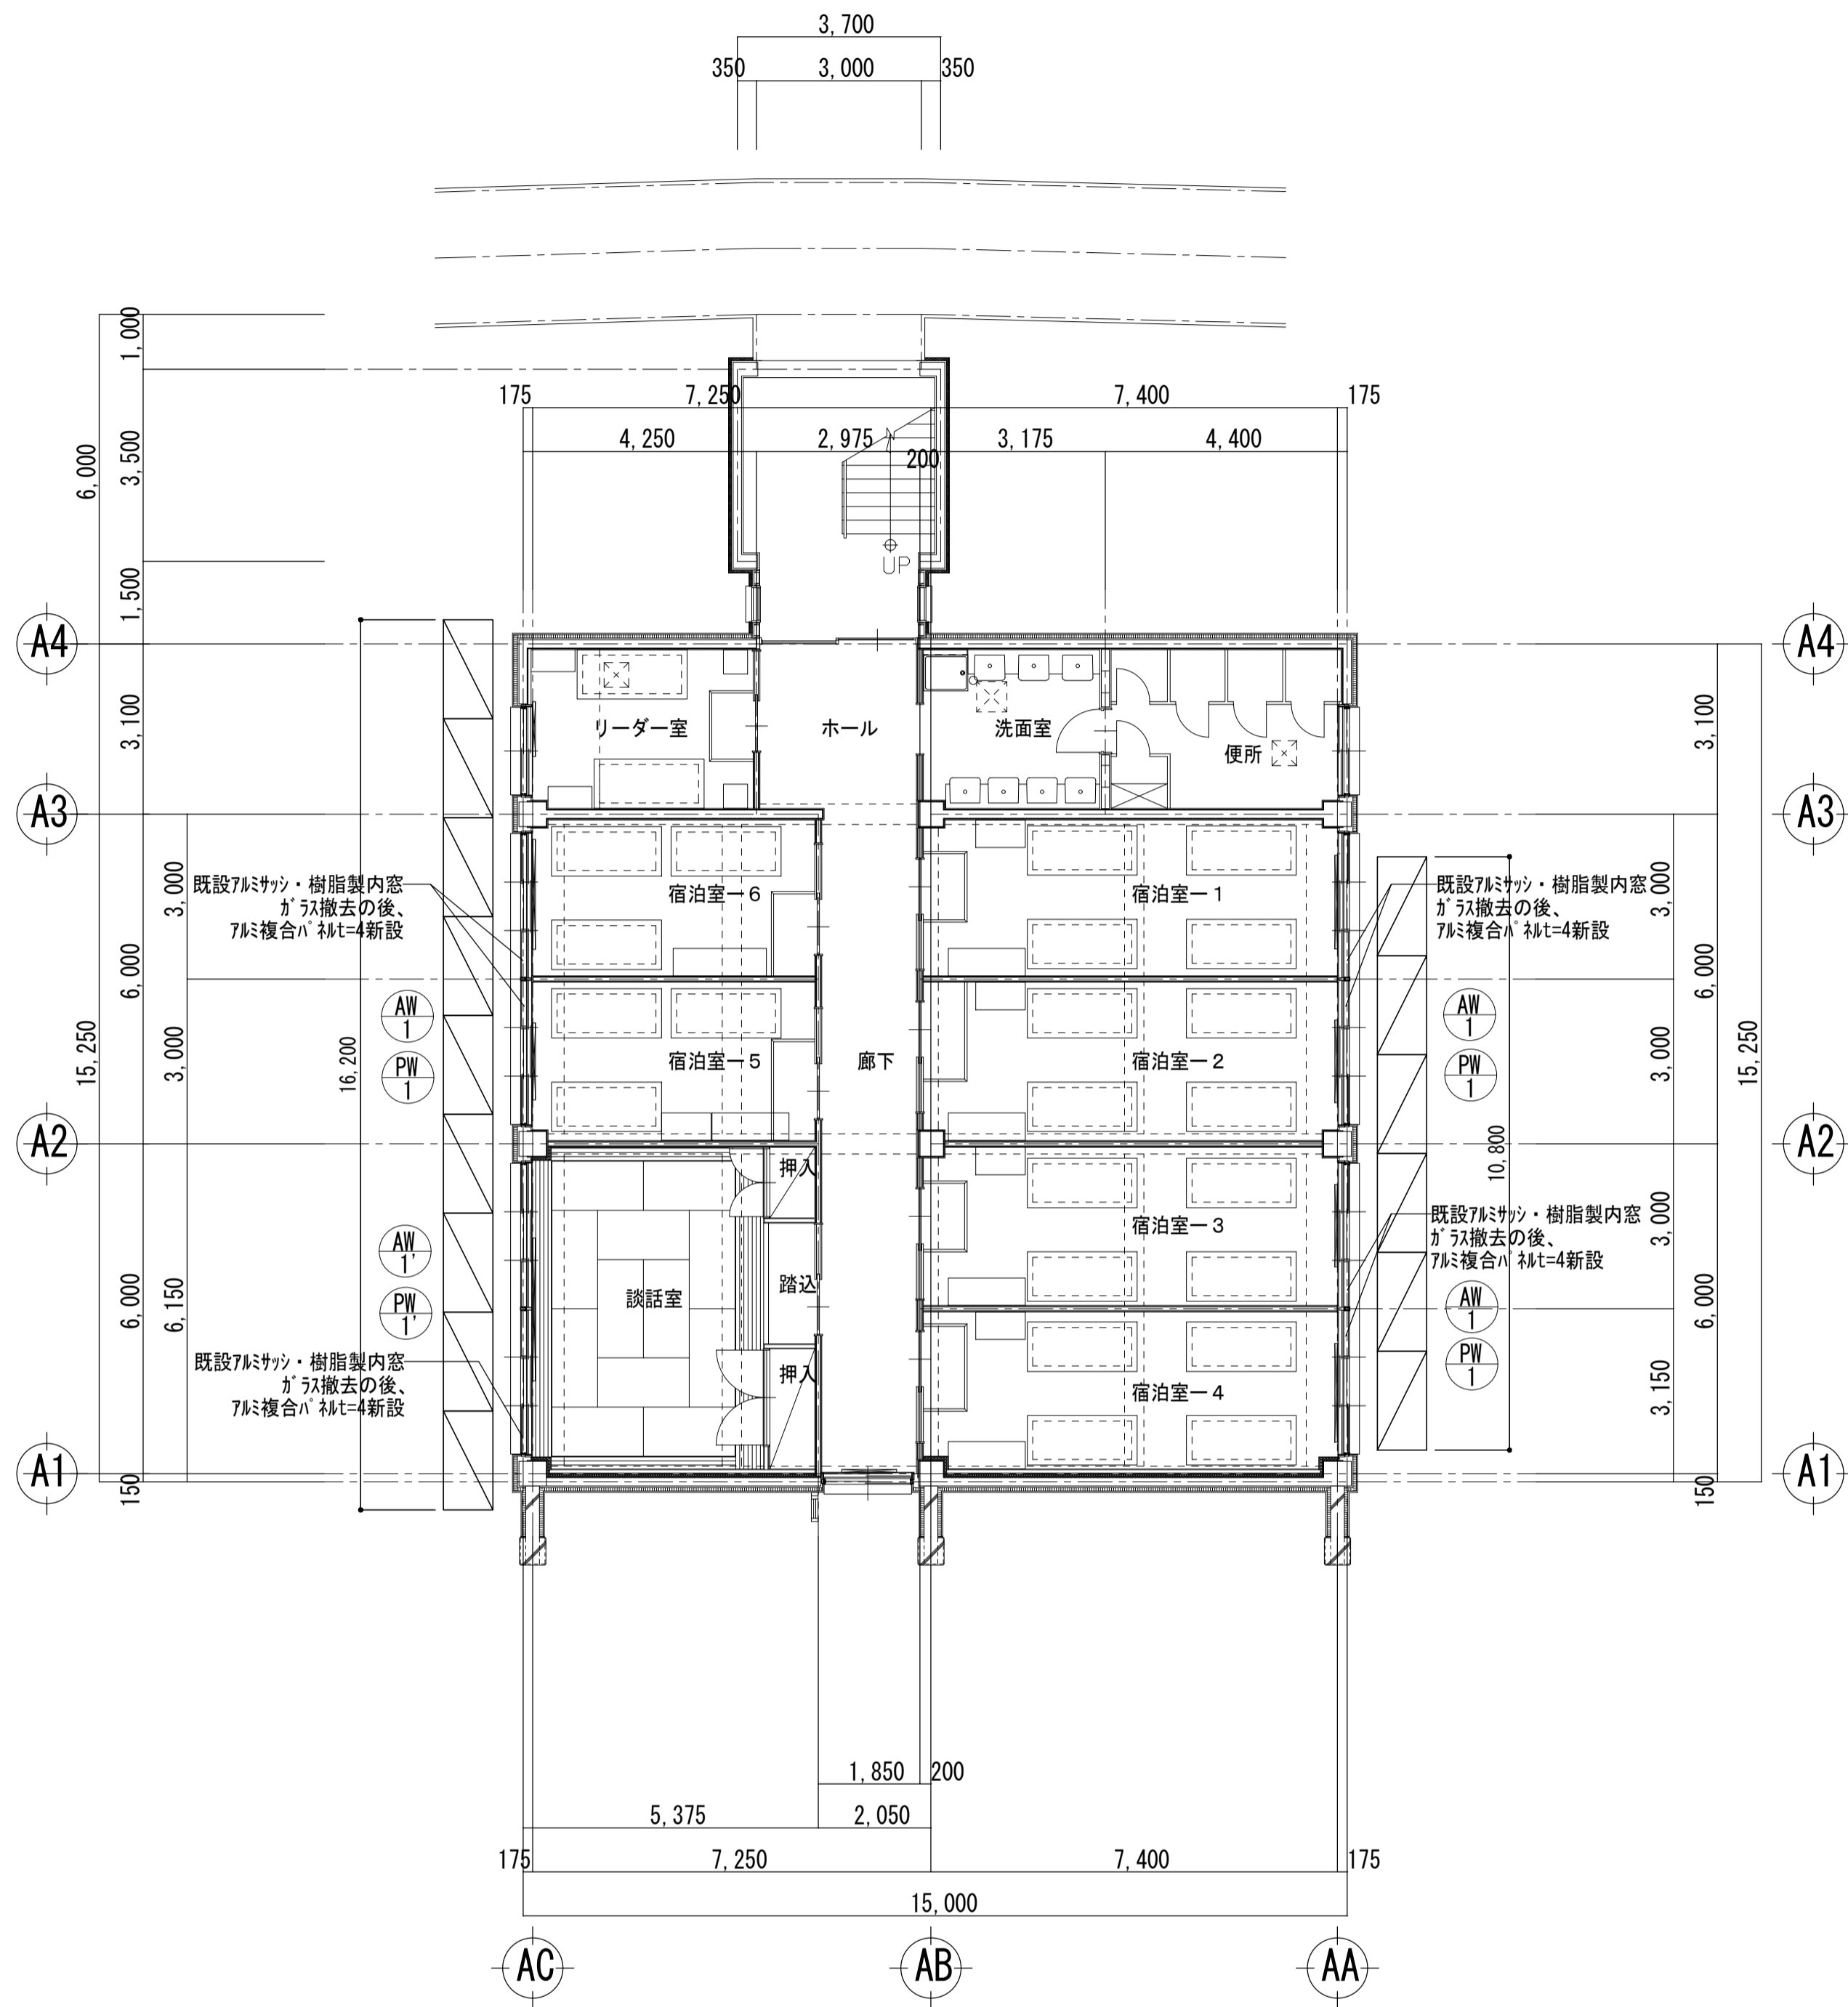 3,700
350 3,000 350
1,000
175 7,250 7,400 175
4,250 2,975 3,175 4,400
200
6,000
3,500
1,500
UP
A4
A4
3,100
リーダー室
ホール
洗面室
便所
3,100
A3
A3
3,000
既設アルミサッシ・樹脂製内窓
ガラス撤去の後、
アルミ複合パネルt=4新設
宿泊室ー6
宿泊室ー1
既設アルミサッシ・樹脂製内窓
ガラス撤去の後、
アルミ複合パネルt=4新設
3,000
6,000
6,000
AW
1
PW
1
AW
1
PW
1
15,250
3,000
16,200
宿泊室ー5
廊下
宿泊室ー2
3,000
15,250
A2
A2
10,800
押入
AW
1'
PW
1'
6,000
6,150
談話室
踏込
宿泊室ー3
既設アルミサッシ・樹脂製内窓
ガラス撤去の後、
アルミ複合パネルt=4新設
3,000
6,000
AW
1
PW
1
既設アルミサッシ・樹脂製内窓
ガラス撤去の後、
アルミ複合パネルt=4新設
押入
宿泊室ー4
3,150
A1
A1
150
150
1,850 200
5,375 2,050
175 7,250 7,400 175
15,000
AC AB AA